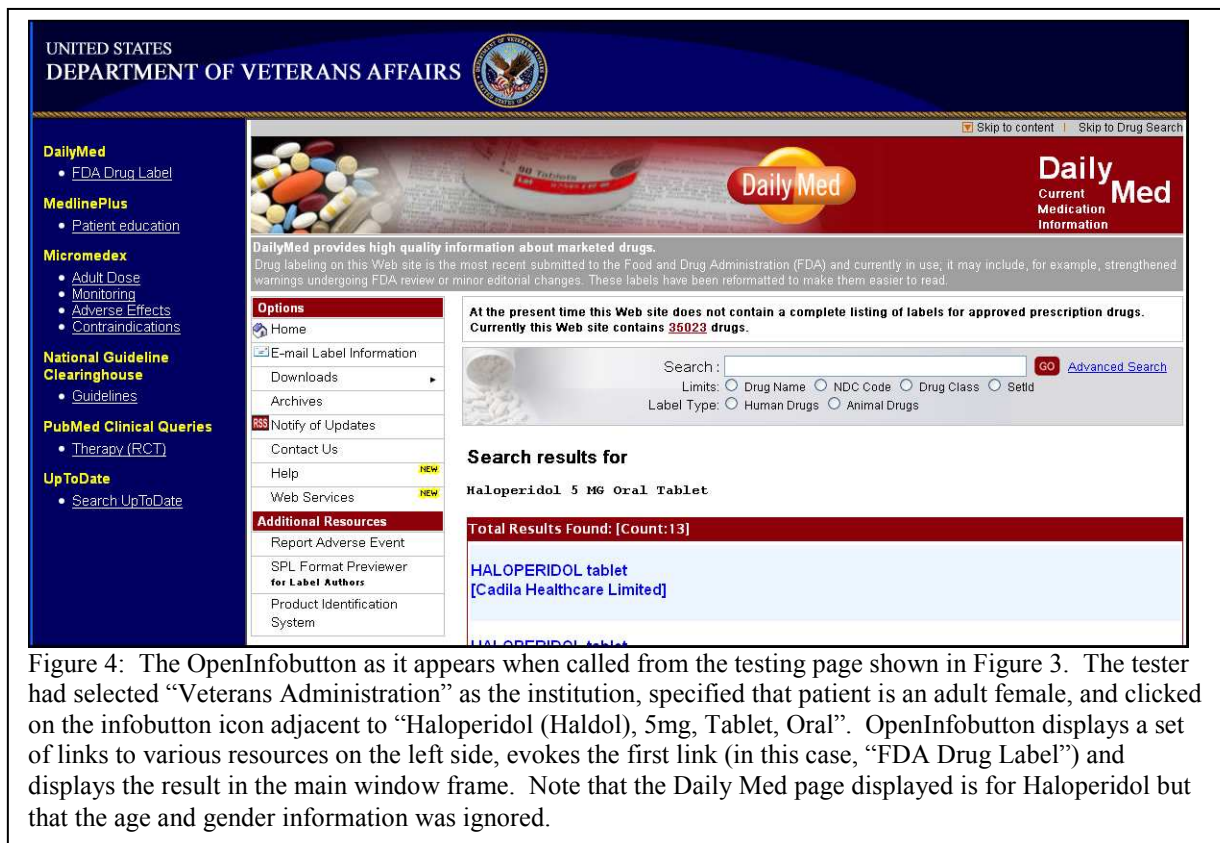 UNITED STATES
DEPARTMENT OF VETERANS AFFAIRS
DailyMed
• FDA Drug Label
MedlinePlus
• Patient education
Micromedex
• Adult Dose
• Monitoring
• Adverse Effects
• Contraindications
National Guideline
Clearinghouse
• Guidelines
PubMed Clinical Queries
• Therapy (RCT)
UpToDate
• Search UpToDate
Skip to content | Skip to Drug Search
90 Tablets
Daily Med
Daily
Med
Current
Medication
Information
DailyMed provides high quality information about marketed drugs.
Drug labeling on this Web site is the most recent submitted to the Food and Drug Administration (FDA) and currently in use; it may include, for example, strengthened
warnings undergoing FDA review or minor editorial changes. These labels have been reformatted to make them easier to read.
Options
Home
E-mail Label Information
Downloads
Archives
RSS Notify of Updates
Contact Us
Help NEW
Web Services NEW
Additional Resources
Report Adverse Event
SPL Format Previewer
for Label Authors
Product Identification
System
At the present time this Web site does not contain a complete listing of labels for approved prescription drugs.
Currently this Web site contains 35023 drugs.
Search : GO Advanced Search
Limits: Drug Name NDC Code Drug Class SetId
Label Type: Human Drugs Animal Drugs
Search results for
Haloperidol 5 MG Oral Tablet
Total Results Found: [Count:13]
HALOPERIDOL tablet
[Cadila Healthcare Limited]
HALOPERIDOL tablet
Figure 4: The OpenInfobutton as it appears when called from the testing page shown in Figure 3. The tester
had selected “Veterans Administration” as the institution, specified that patient is an adult female, and clicked
on the infobutton icon adjacent to “Haloperidol (Haldol), 5mg, Tablet, Oral”. OpenInfobutton displays a set
of links to various resources on the left side, evokes the first link (in this case, “FDA Drug Label”) and
displays the result in the main window frame. Note that the Daily Med page displayed is for Haloperidol but
that the age and gender information was ignored.